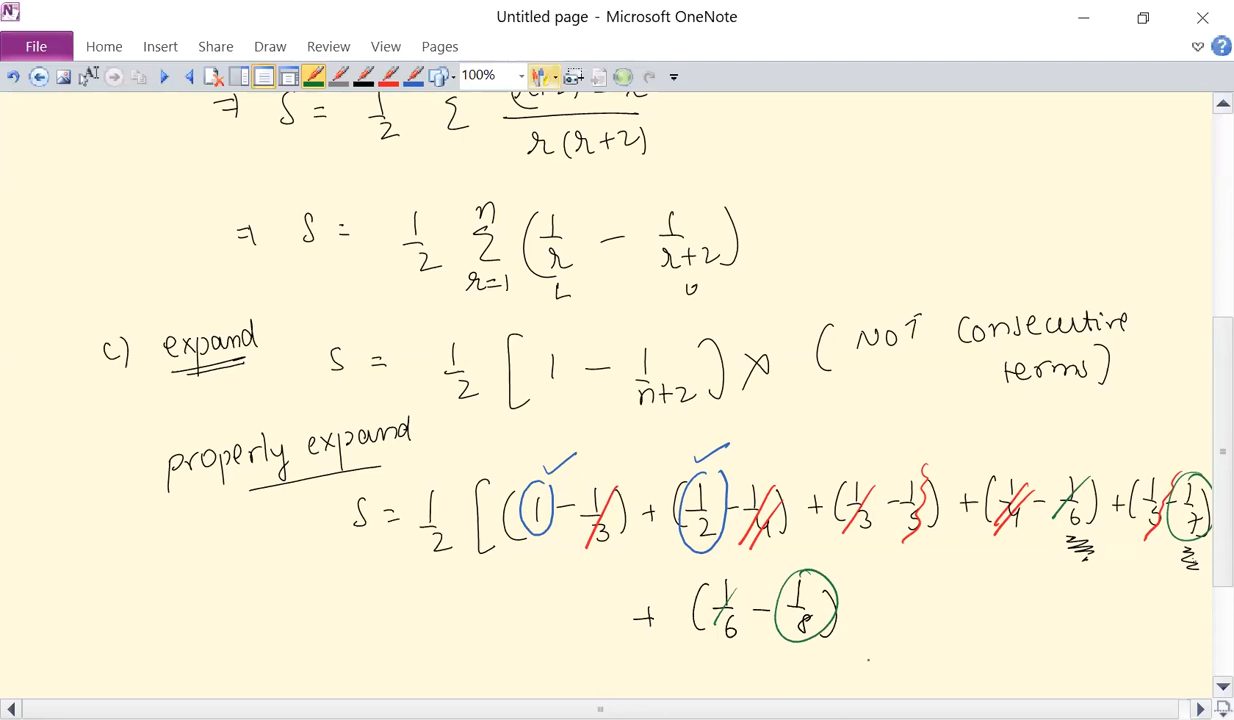 Untitled page - Microsoft OneNote
File Home Insert Share Draw Review View Pages
100%
⇒ S = 1/2 Σ / r(r+2)
⇒ S = 1/2 Σ_{r=1}^{n} (1/r - 1/(r+2))
L U
c) expand S = 1/2 [1 - 1/(n+2)] × (NOT consecutive
terms)
properly expand
S = 1/2 [(1 - 1/3) + (1/2 - 1/4) + (1/3 - 1/5) + (1/4 - 1/6) + (1/5 - 1/7)
+ (1/6 - 1/8)